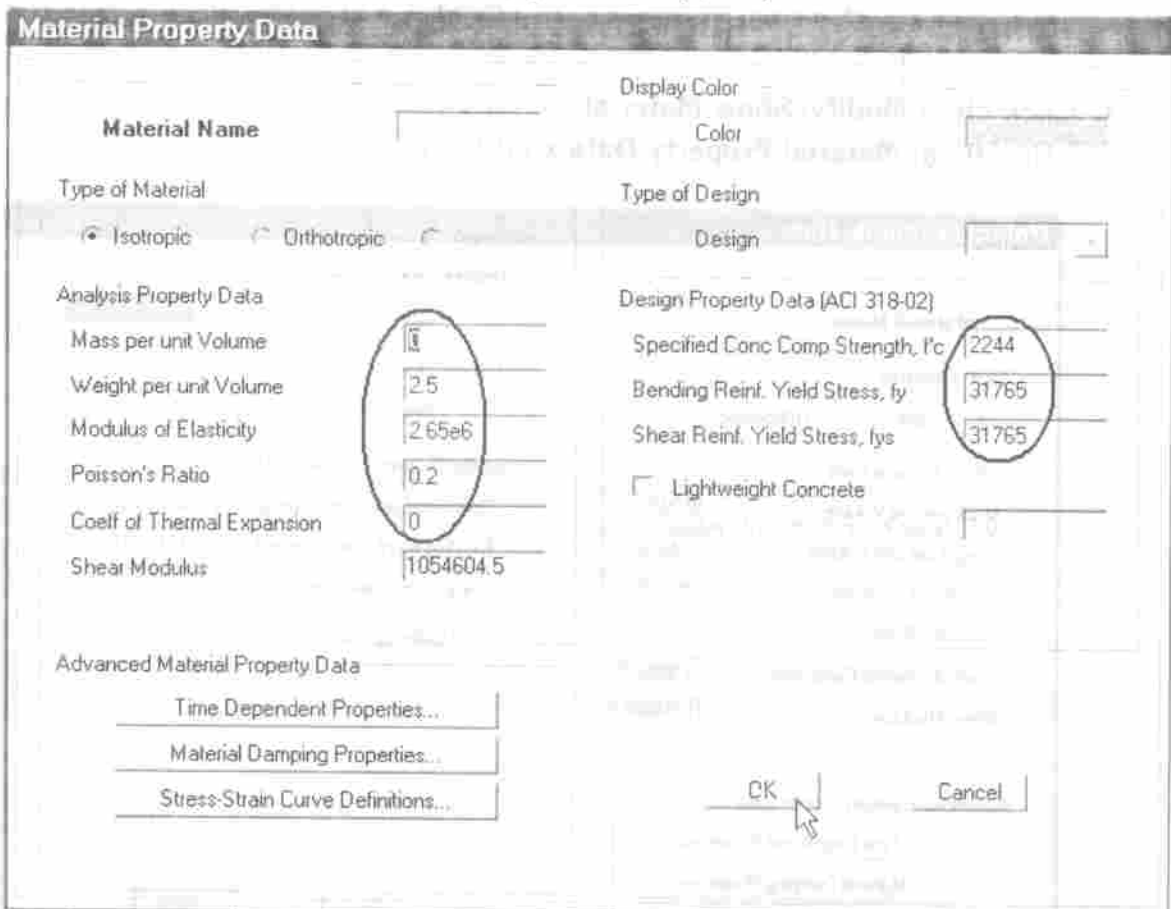 Material Property Data
Material Name
Type of Material
Isotropic Orthotropic
Analysis Property Data
Mass per unit Volume
Weight per unit Volume 2.5
Modulus of Elasticity 2.65e6
Poisson's Ratio 0.2
Coeff of Thermal Expansion 0
Shear Modulus 1054604.5
Advanced Material Property Data
Time Dependent Properties...
Material Damping Properties...
Stress-Strain Curve Definitions...
Display Color
Color
Type of Design
Design
Design Property Data (ACI 318-02)
Specified Conc Comp Strength, f'c 2244
Bending Reinf. Yield Stress, fy 31765
Shear Reinf. Yield Stress, fys 31765
Lightweight Concrete
OK Cancel